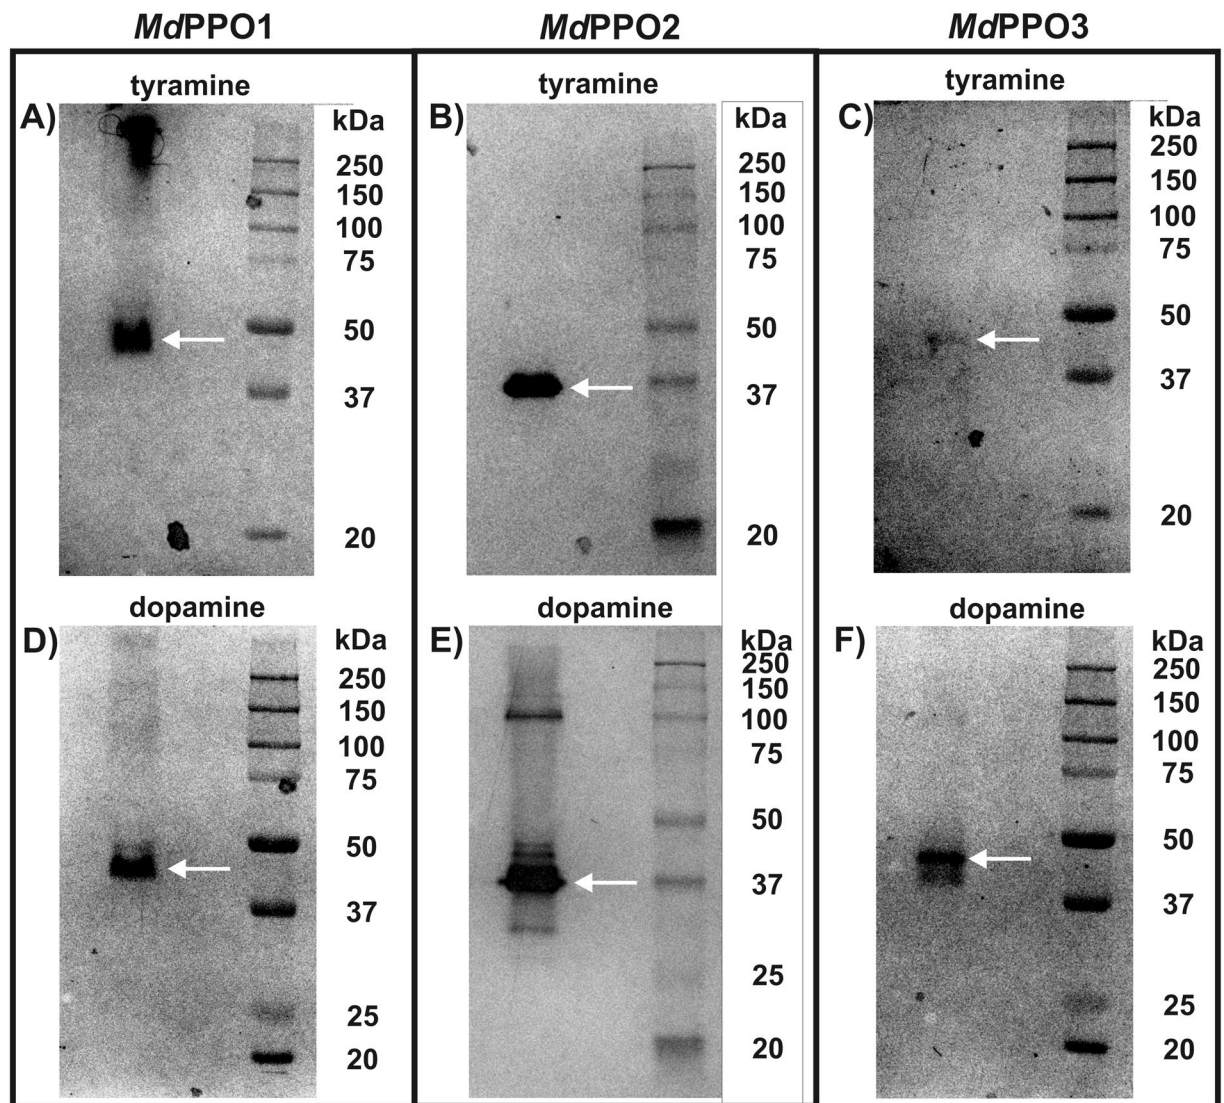 MdPPO1 MdPPO2 MdPPO3
tyramine tyramine tyramine
A) kDa B) kDa C) kDa
250 250 250
150 150 150
100 100 100
75 75 75
50 50 50
37 37 37
20 20 20
dopamine dopamine dopamine
D) kDa E) kDa F) kDa
250 250 250
150 150 150
100 100 100
75 75 75
50 50 50
37 37 37
25 25 25
20 20 20